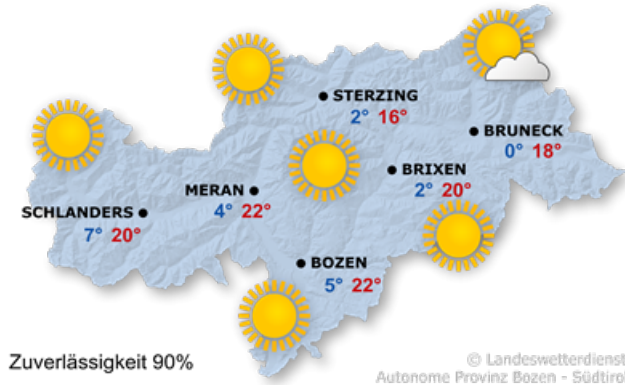 STERZING
2° 16°
BRUNECK
0° 18°
BRIXEN
2° 20°
MERAN
4° 22°
SCHLANDERS
7° 20°
BOZEN
5° 22°
Zuverlässigkeit 90%
© Landeswetterdienst
Autonome Provinz Bozen - Südtirol